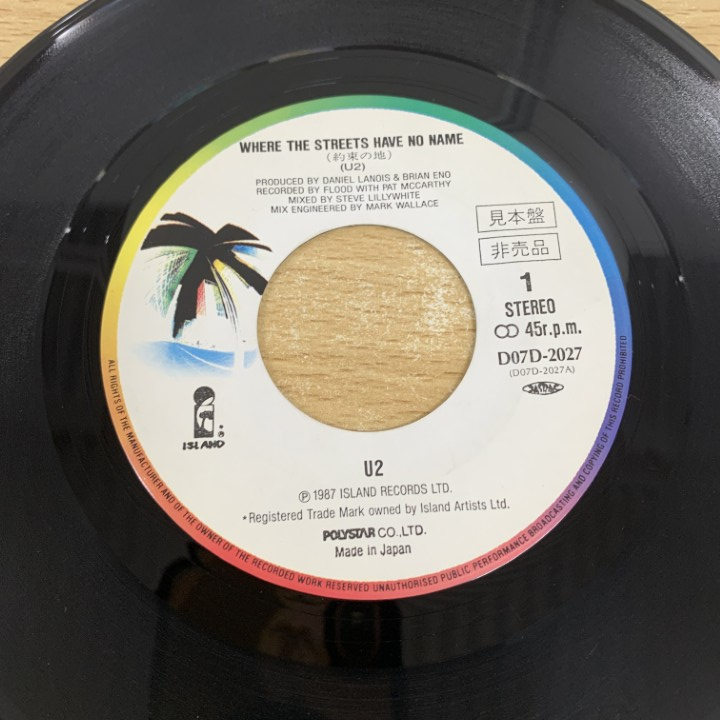 WHERE THE STREETS HAVE NO NAME
(約束の地)
(U2)
PRODUCED BY DANIEL LANOIS & BRIAN ENO
RECORDED BY FLOOD WITH PAT MCCARTHY
MIXED BY STEVE LILLYWHITE
MIX ENGINEERED BY MARK WALLACE
見本盤
非売品
1
STEREO
45r.p.m.
D07D-2027
(D07D-2027A)
JASRAC
ISLAND
U2
Ⓟ 1987 ISLAND RECORDS LTD.
*Registered Trade Mark owned by Island Artists Ltd.
POLYSTAR CO.,LTD.
Made in Japan
ALL RIGHTS OF THE MANUFACTURER AND OF THE OWNER OF THE RECORDED WORK RESERVED UNAUTHORISED PUBLIC PERFORMANCE BROADCASTING AND COPYING OF THIS RECORD PROHIBITED